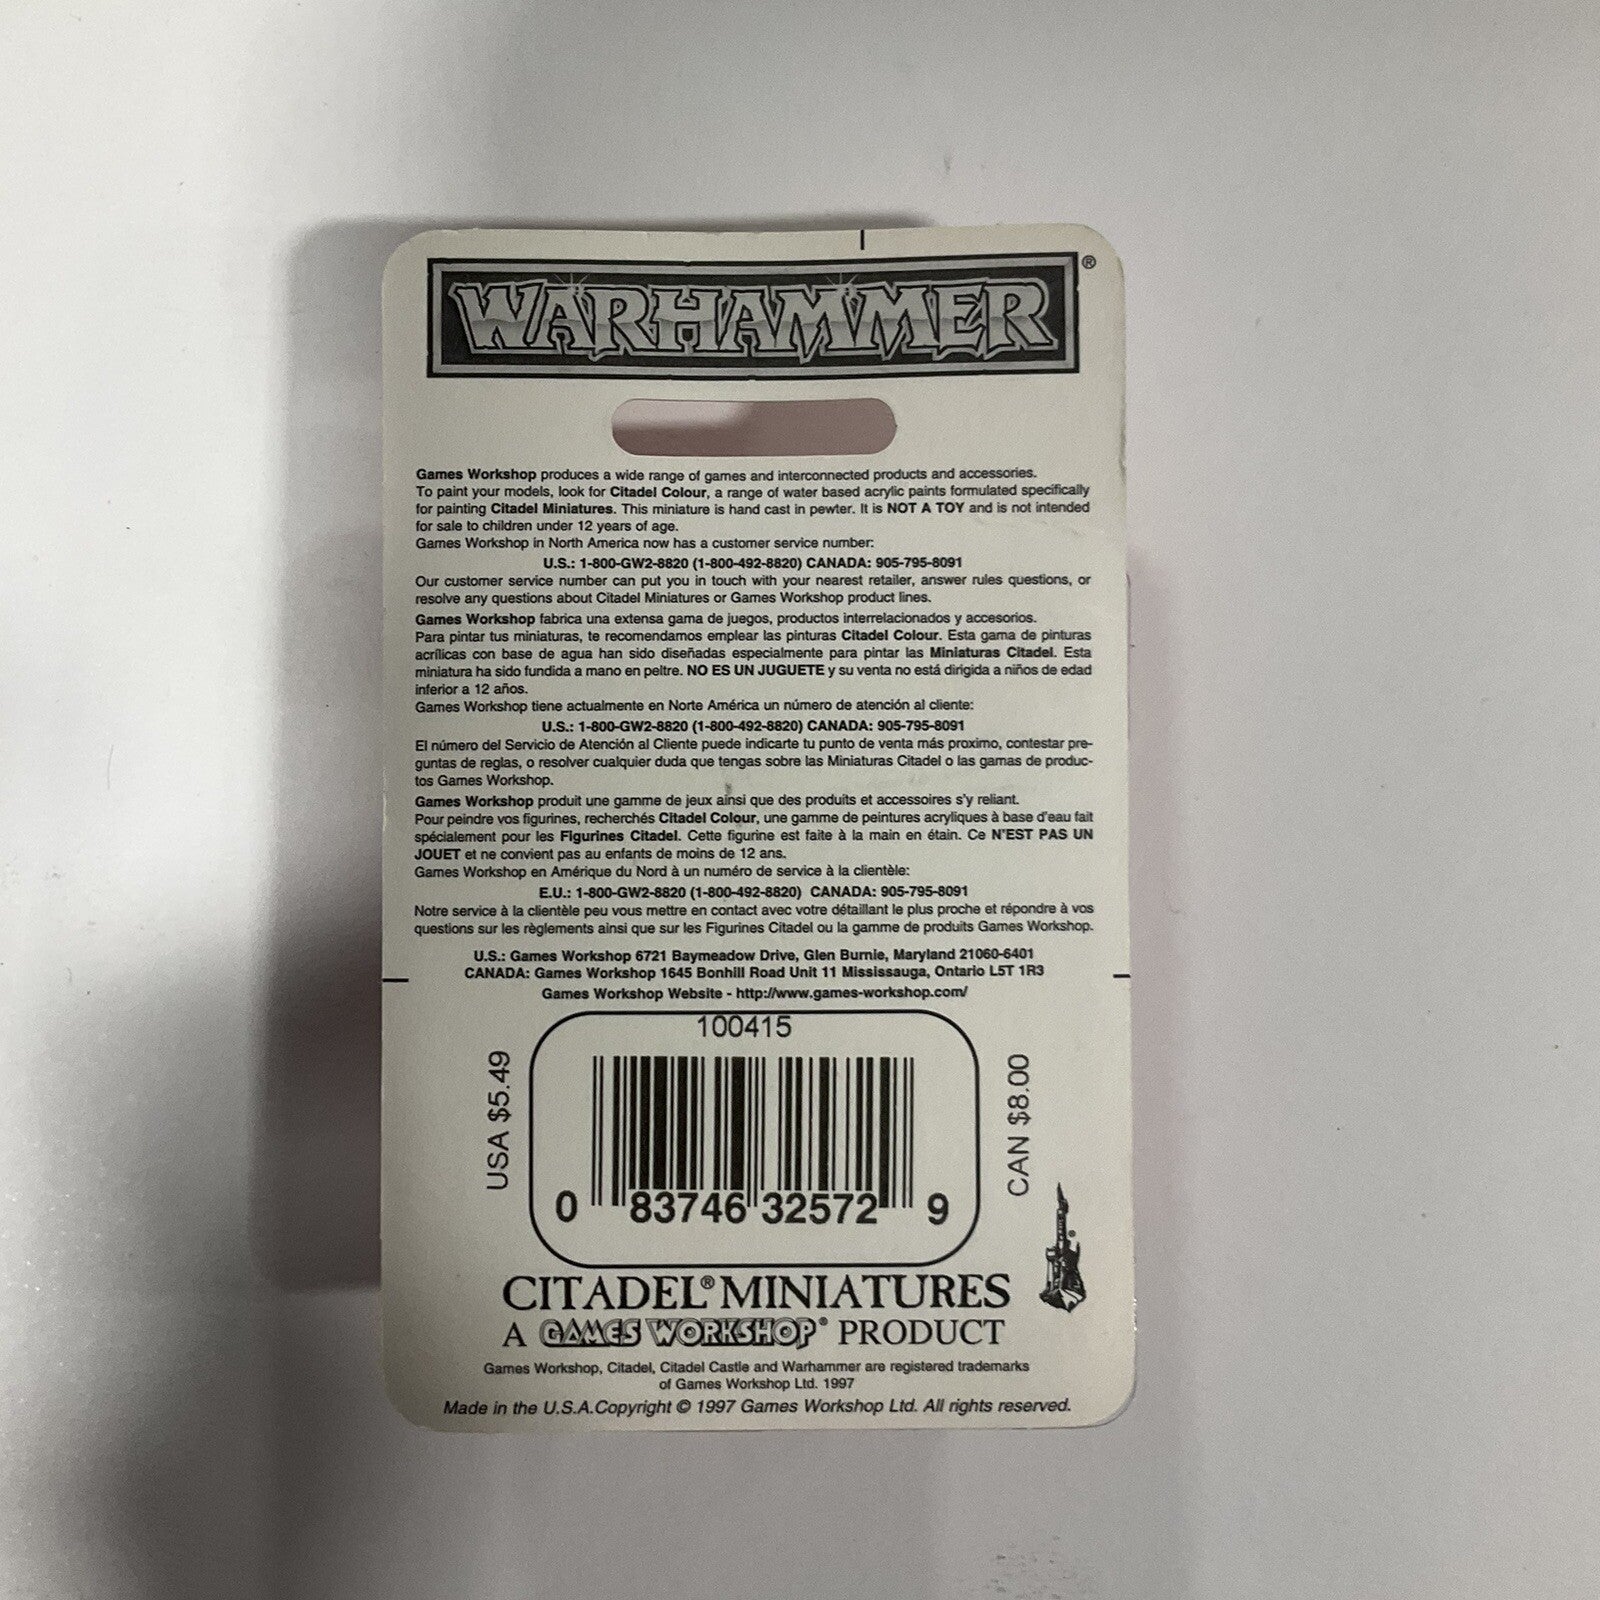 WARHAMMER®
Games Workshop produces a wide range of games and interconnected products and accessories.
To paint your models, look for Citadel Colour, a range of water based acrylic paints formulated specifically
for painting Citadel Miniatures. This miniature is hand cast in pewter. It is NOT A TOY and is not intended
for sale to children under 12 years of age.
Games Workshop in North America now has a customer service number:
U.S.: 1-800-GW2-8820 (1-800-492-8820) CANADA: 905-795-8091
Our customer service number can put you in touch with your nearest retailer, answer rules questions, or
resolve any questions about Citadel Miniatures or Games Workshop product lines.
Games Workshop fabrica una extensa gama de juegos, productos interrelacionados y accesorios.
Para pintar tus miniaturas, te recomendamos emplear las pinturas Citadel Colour. Esta gama de pinturas
acrílicas con base de agua han sido diseñadas especialmente para pintar las Miniaturas Citadel. Esta
miniatura ha sido fundida a mano en peltre. NO ES UN JUGUETE y su venta no está dirigida a niños de edad
inferior a 12 años.
Games Workshop tiene actualmente en Norte América un número de atención al cliente:
U.S.: 1-800-GW2-8820 (1-800-492-8820) CANADA: 905-795-8091
El número del Servicio de Atención al Cliente puede indicarte tu punto de venta más proximo, contestar pre-
guntas de reglas, o resolver cualquier duda que tengas sobre las Miniaturas Citadel o las gamas de produc-
tos Games Workshop.
Games Workshop produit une gamme de jeux ainsi que des produits et accessoires s'y reliant.
Pour peindre vos figurines, recherchés Citadel Colour, une gamme de peintures acryliques à base d'eau fait
spécialement pour les Figurines Citadel. Cette figurine est faite à la main en étain. Ce N'EST PAS UN
JOUET et ne convient pas au enfants de moins de 12 ans.
Games Workshop en Amérique du Nord à un numéro de service à la clientèle:
E.U.: 1-800-GW2-8820 (1-800-492-8820) CANADA: 905-795-8091
Notre service à la clientèle peu vous mettre en contact avec votre détaillant le plus proche et répondre à vos
questions sur les règlements ainsi que sur les Figurines Citadel ou la gamme de produits Games Workshop.
U.S.: Games Workshop 6721 Baymeadow Drive, Glen Burnie, Maryland 21060-6401
CANADA: Games Workshop 1645 Bonhill Road Unit 11 Mississauga, Ontario L5T 1R3
Games Workshop Website - http://www.games-workshop.com/
100415
USA $5.49
CAN $8.00
0 83746 32572 9
CITADEL® MINIATURES
A GAMES WORKSHOP® PRODUCT
Games Workshop, Citadel, Citadel Castle and Warhammer are registered trademarks
of Games Workshop Ltd. 1997
Made in the U.S.A.Copyright © 1997 Games Workshop Ltd. All rights reserved.